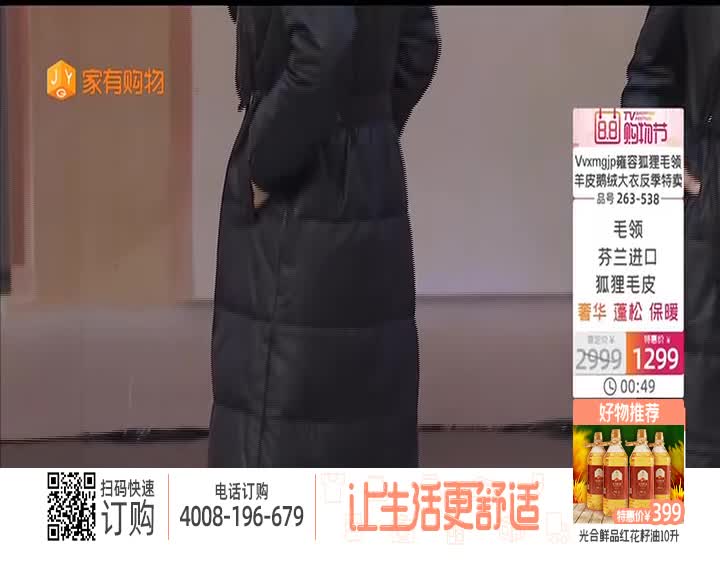 JYG 家有购物
8.8 TV购物节
Vvxmgjp雍容狐狸毛领
羊皮鹅绒大衣反季特卖
品号 263-538
毛领
芬兰进口
狐狸毛皮
奢华 蓬松 保暖
特惠价¥
2999 1299
00:49
好物推荐
特惠价¥399
光合鲜品红花籽油10升
扫码快速
订购
电话订购
4008-196-679
让生活更舒适